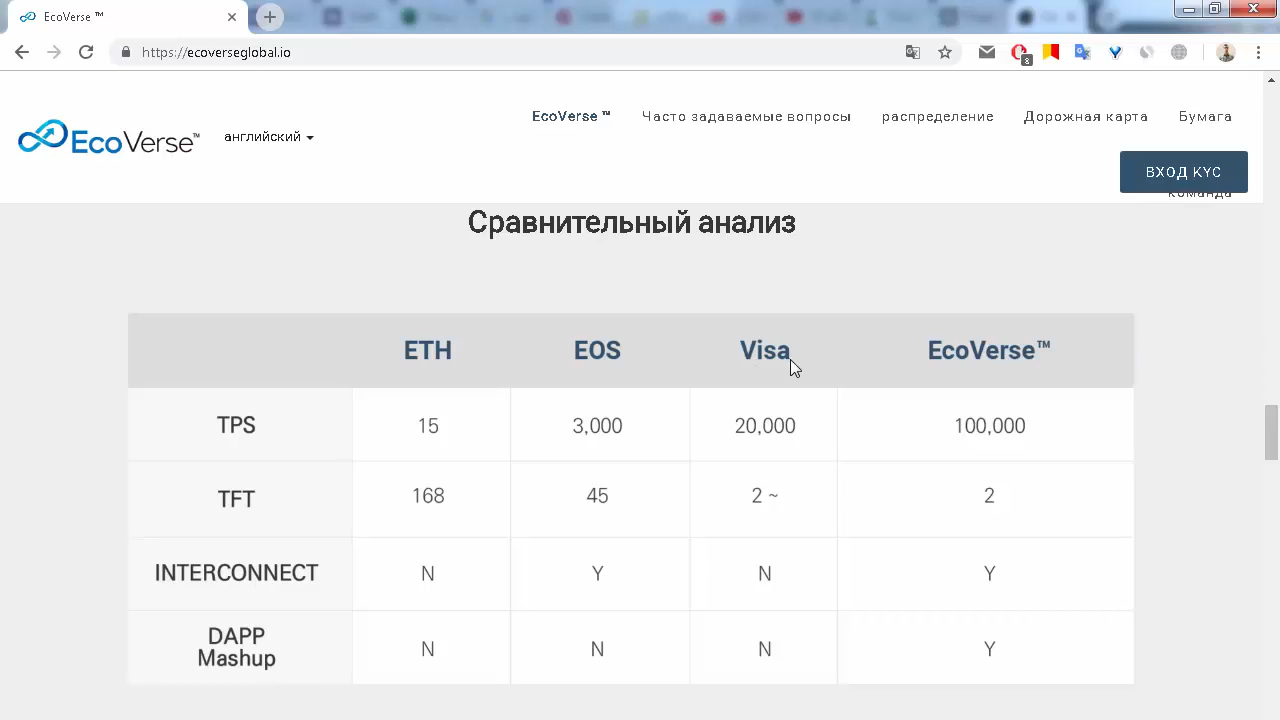 EcoVerse ™
https://ecoverseglobal.io
8
EcoVerse™
английский
EcoVerse ™ Часто задаваемые вопросы распределение Дорожная карта Бумага
ВХОД KYC
команда
Сравнительный анализ
ETH EOS Visa EcoVerse™
TPS 15 3,000 20,000 100,000
TFT 168 45 2 ~ 2
INTERCONNECT N Y N Y
DAPP
Mashup N N N Y